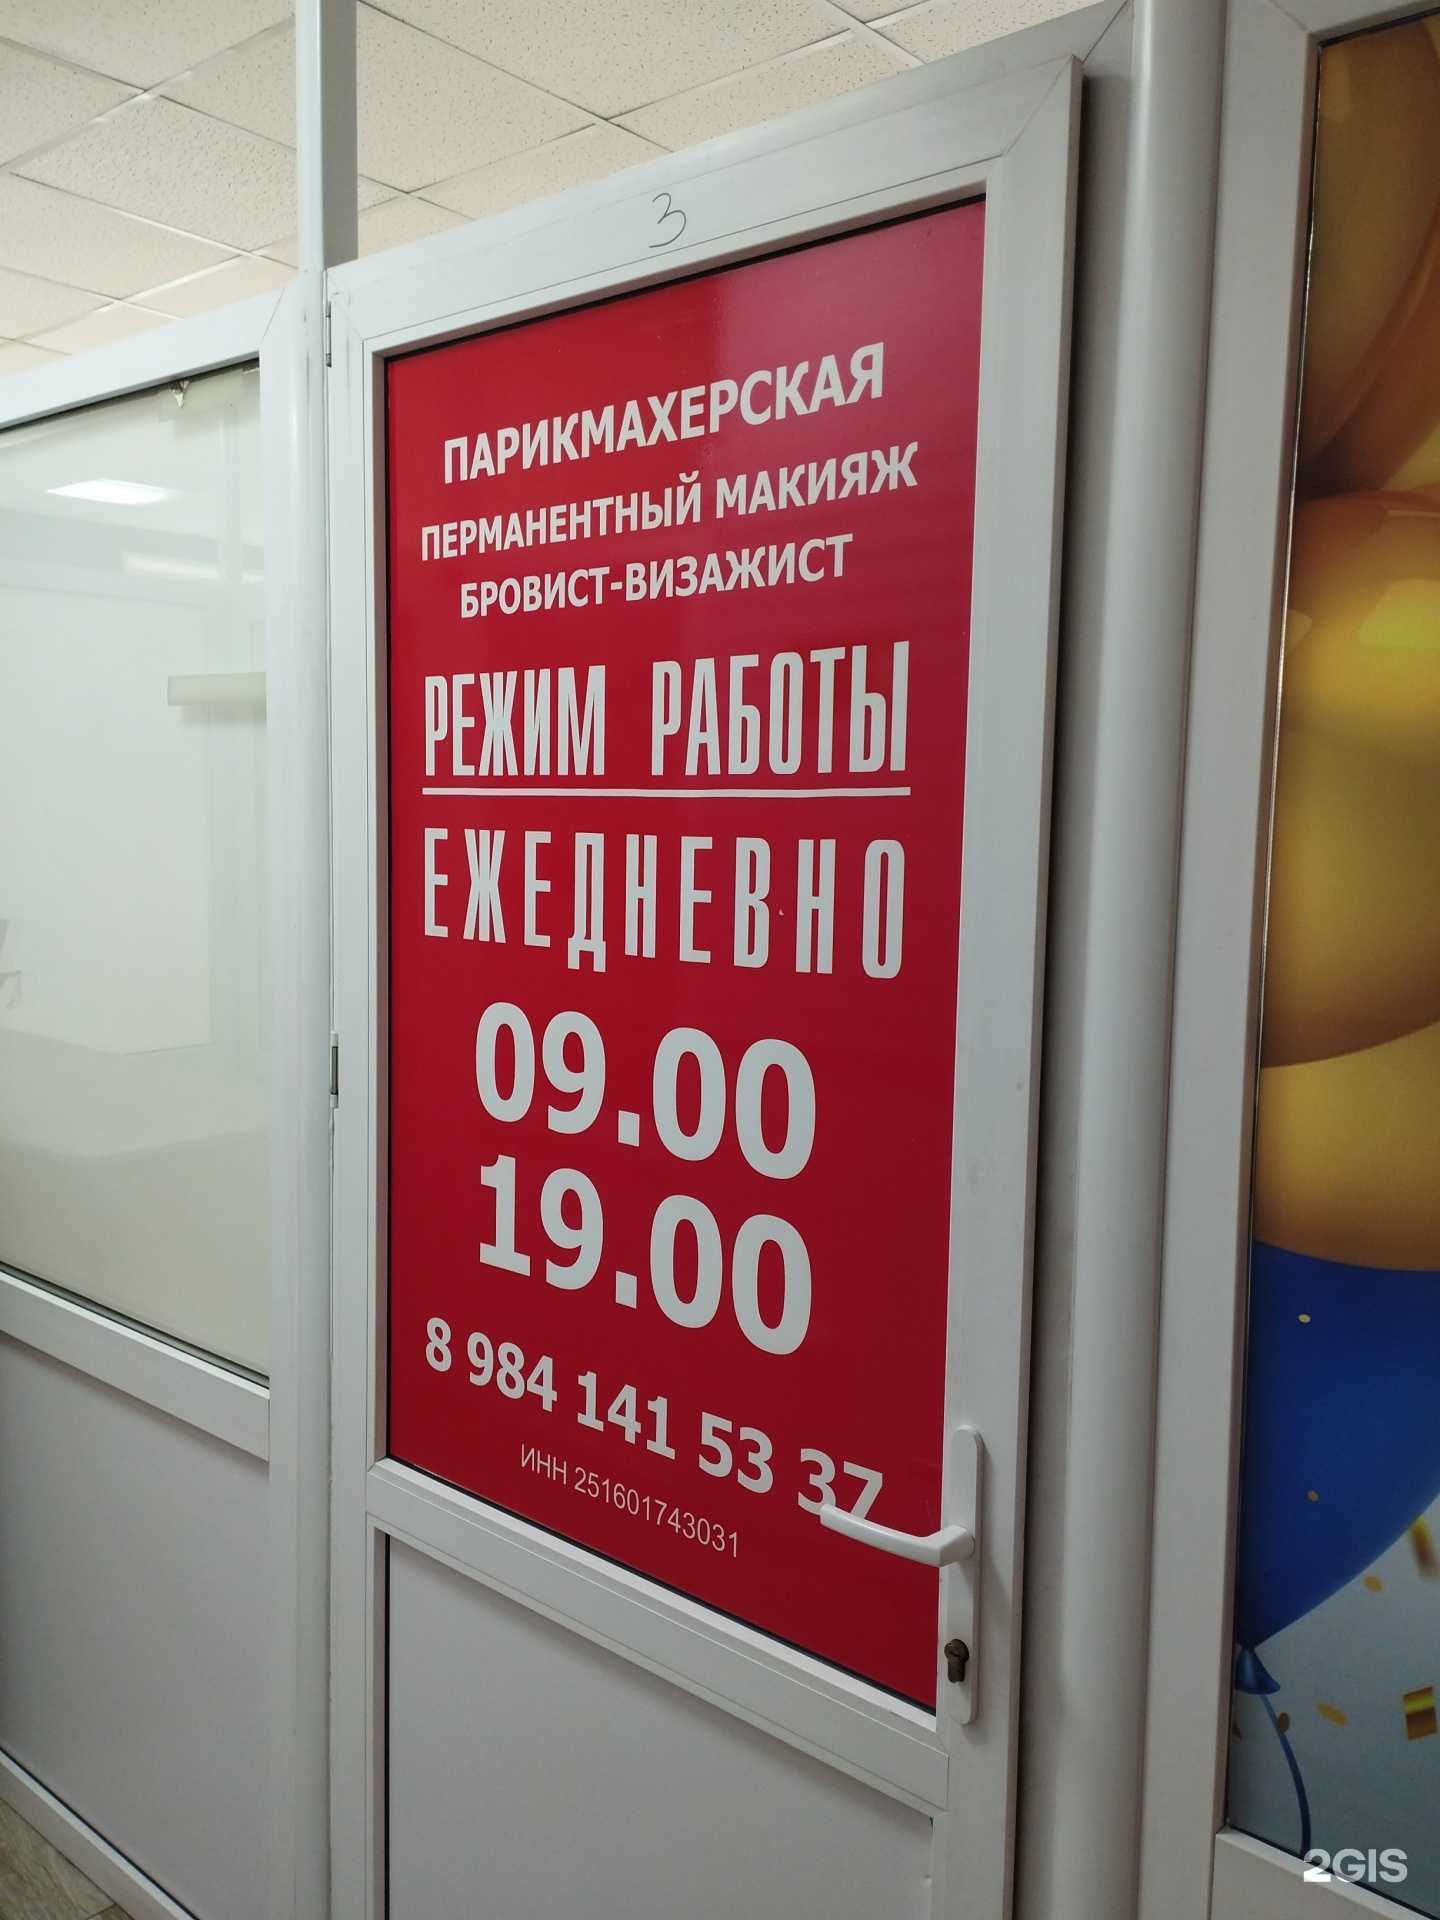 3
ПАРИКМАХЕРСКАЯ
ПЕРМАНЕНТНЫЙ МАКИЯЖ
БРОВИСТ-ВИЗАЖИСТ
РЕЖИМ РАБОТЫ
ЕЖЕДНЕВНО
09.00
19.00
8 984 141 53 37
ИНН 251601743031
2GIS